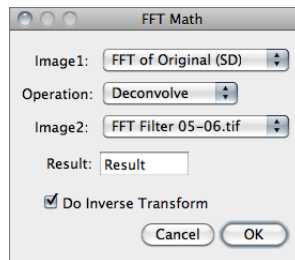 FFT Math
Image1: FFT of Original (SD)
Operation: Deconvolve
Image2: FFT Filter 05-06.tif
Result: Result
Do Inverse Transform
Cancel OK